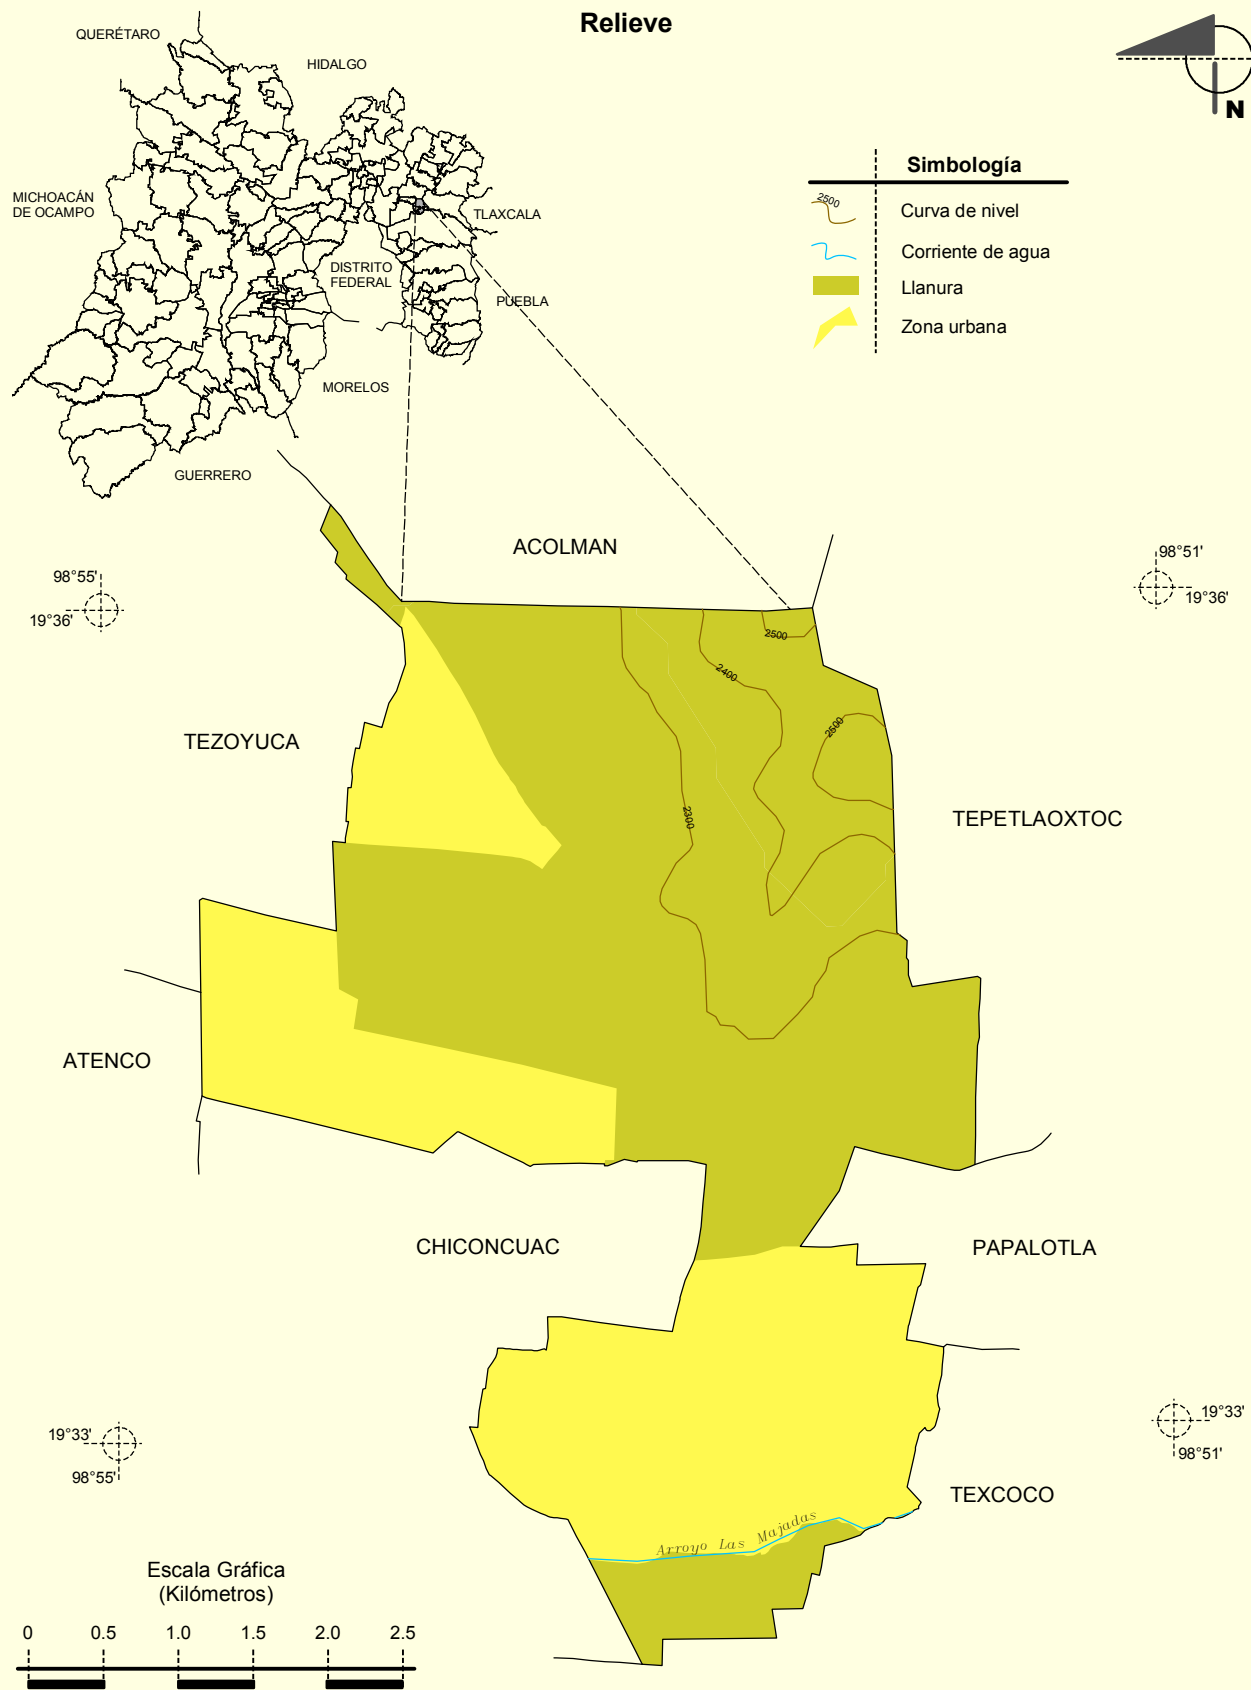 Relieve
QUERÉTARO
HIDALGO
MICHOACÁN
DE OCAMPO
TLAXCALA
DISTRITO
FEDERAL
PUEBLA
MORELOS
GUERRERO
N
Simbología
2500
Curva de nivel
Corriente de agua
Llanura
Zona urbana
ACOLMAN
98°55'
19°36'
98°51'
19°36'
2500
2400
2500
2300
TEZOYUCA
TEPETLAOXTOC
ATENCO
CHICONCUAC
PAPALOTLA
19°33'
98°55'
19°33'
98°51'
TEXCOCO
Arroyo Las Majadas
Escala Gráfica
(Kilómetros)
0 0.5 1.0 1.5 2.0 2.5